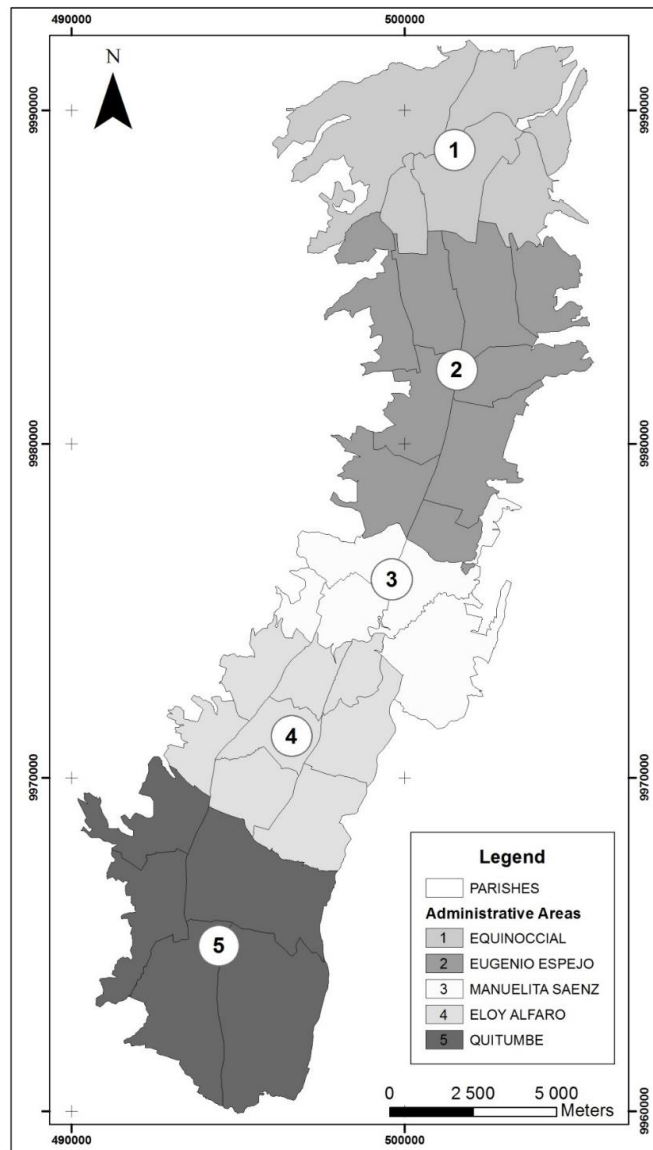 490000
500000
N
9990000
9990000
1
2
9980000
9980000
3
4
9970000
9970000
5
Legend
PARISHES
Administrative Areas
1 EQUINOCCIAL
2 EUGENIO ESPEJO
3 MANUELITA SAENZ
4 ELOY ALFARO
5 QUITUMBE
0 2 500 5 000
Meters
9960000
9960000
490000
500000